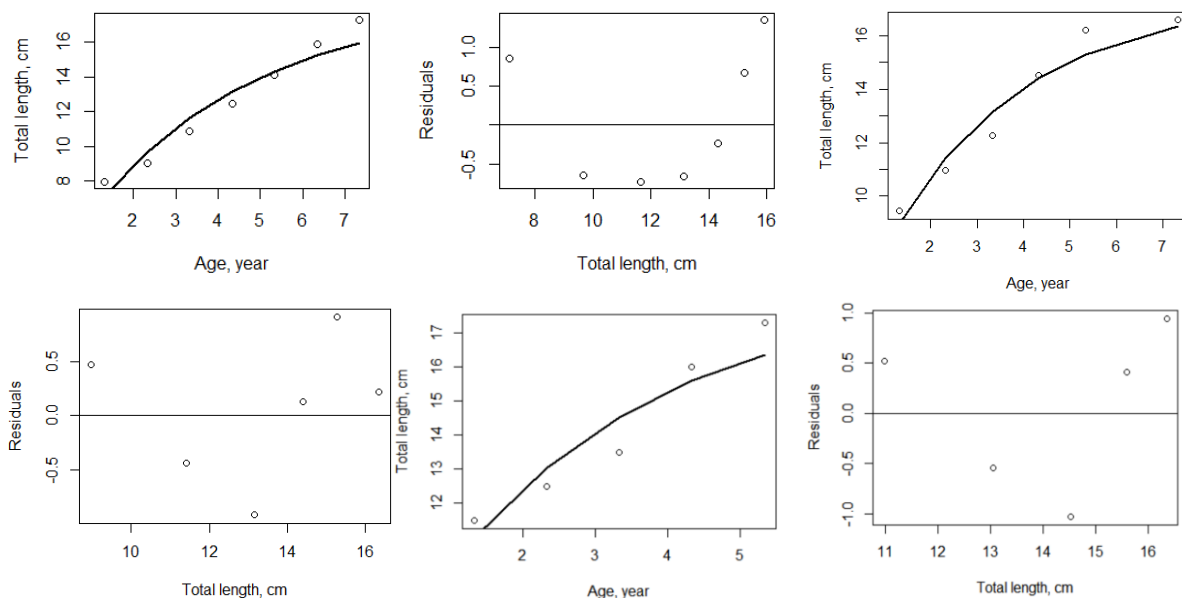 Total length, cm
16
14
12
10
8
2 3 4 5 6 7
Age, year
Residuals
1.0
0.5
-0.5
8 10 12 14 16
Total length, cm
Total length, cm
16
14
12
10
2 3 4 5 6 7
Age, year
Residuals
0.5
0.0
-0.5
10 12 14 16
Total length, cm
Total length, cm
17
16
15
14
13
12
2 3 4 5
Age, year
Residuals
1.0
0.5
0.0
-0.5
-1.0
11 12 13 14 15 16
Total length, cm